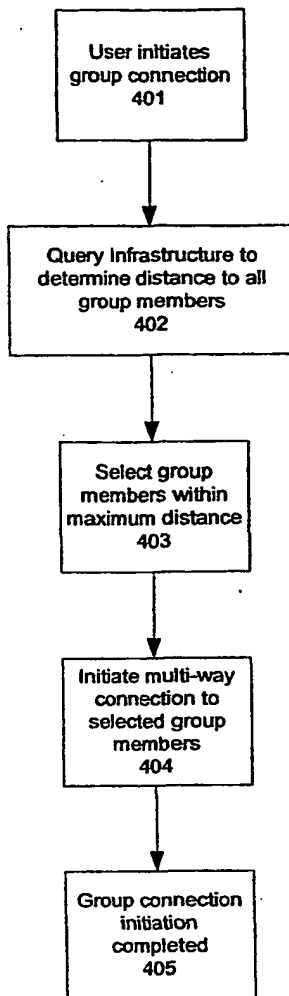 User initiates
group connection
401
Query Infrastructure to
determine distance to all
group members
402
Select group
members within
maximum distance
403
Initiate multi-way
connection to
selected group
members
404
Group connection
initiation
completed
405